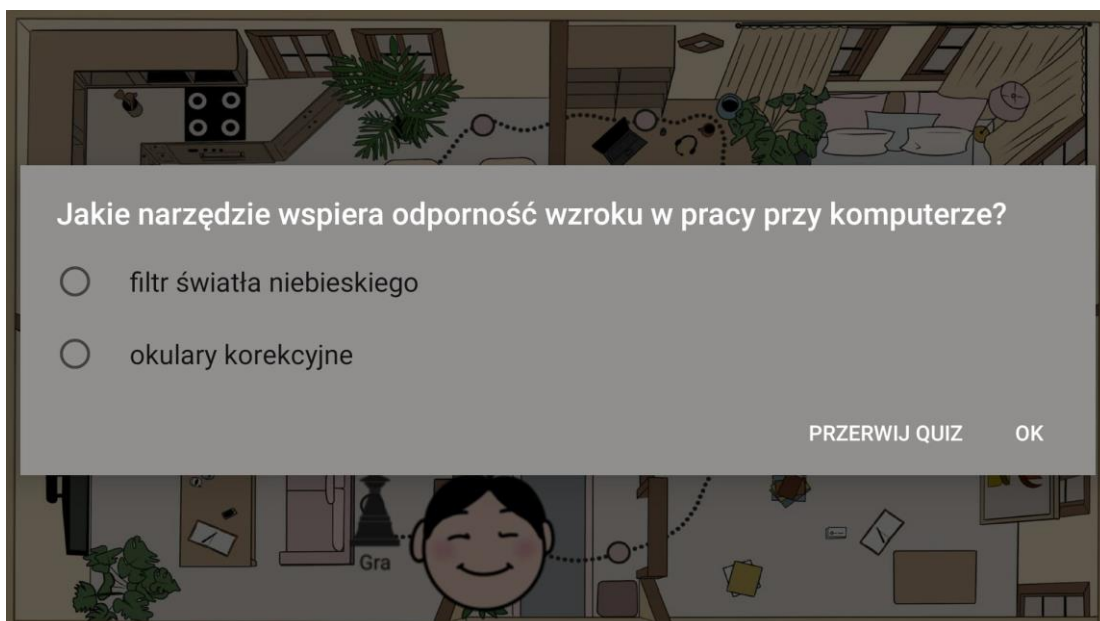 Jakie narzędzie wspiera odporność wzroku w pracy przy komputerze?
filtr światła niebieskiego
okulary korekcyjne
PRZERWIJ QUIZ OK
Gra